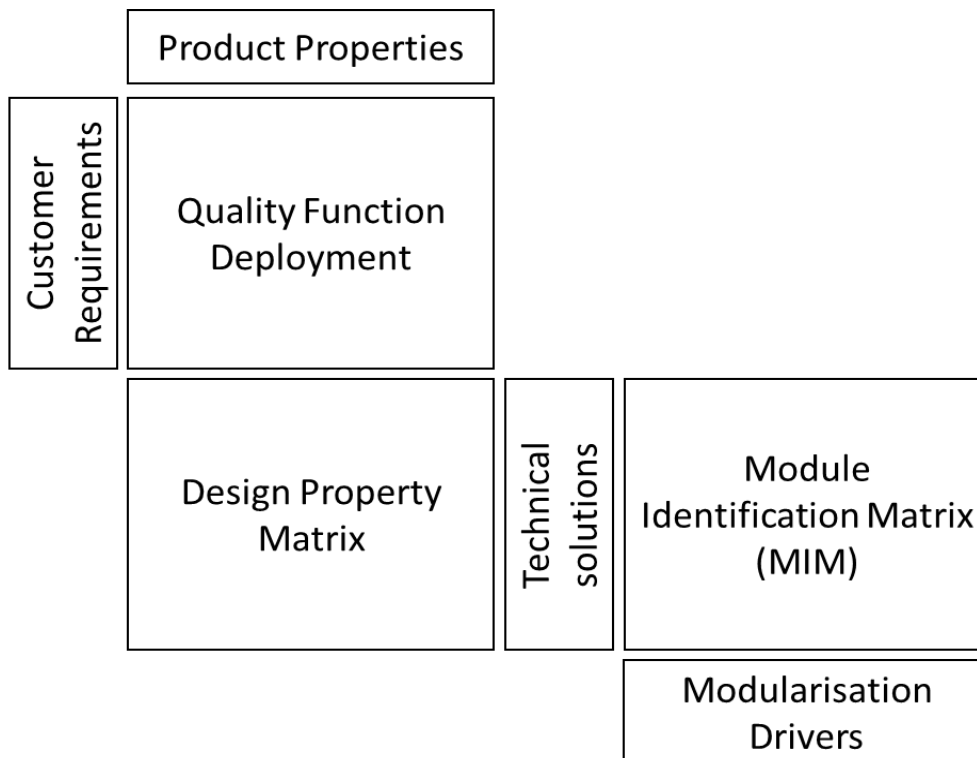 Product Properties
Customer
Requirements
Quality Function
Deployment
Design Property
Matrix
Technical
solutions
Module
Identification Matrix
(MIM)
Modularisation
Drivers